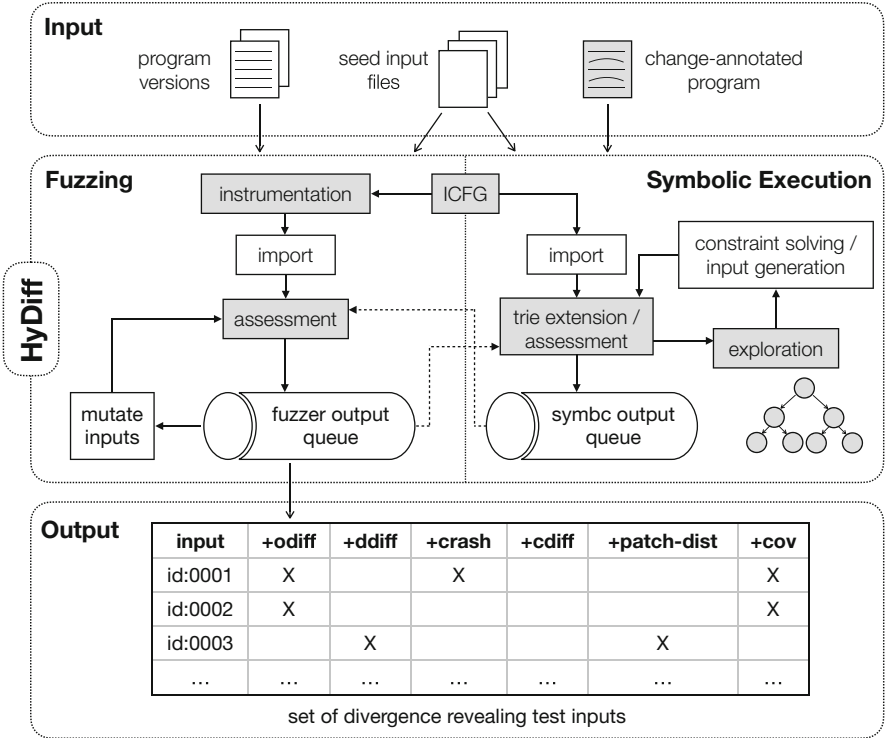 Input
program
versions
seed input
files
change-annotated
program
HyDiff
Fuzzing
Symbolic Execution
instrumentation
ICFG
import
import
constraint solving /
input generation
assessment
trie extension /
assessment
exploration
mutate
inputs
fuzzer output
queue
symbc output
queue
Output
input +odiff +ddiff +crash +cdiff +patch-dist +cov
id:0001 X X X
id:0002 X X
id:0003 X X
... ... ... ... ... ... ...
set of divergence revealing test inputs